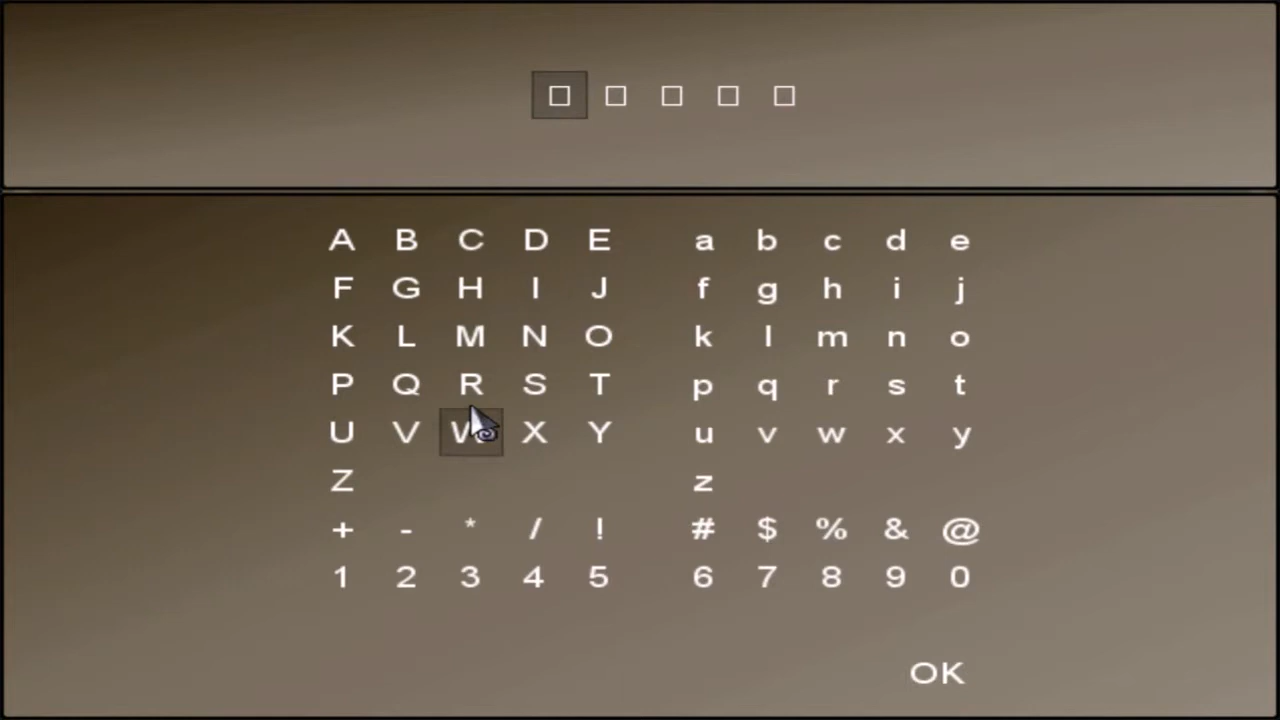 □ □ □ □ □
A B C D E a b c d e
F G H I J f g h i j
K L M N O k l m n o
P Q R S T p q r s t
U V W X Y u v w x y
Z z
+ - * / ! # $ % & @
1 2 3 4 5 6 7 8 9 0
OK